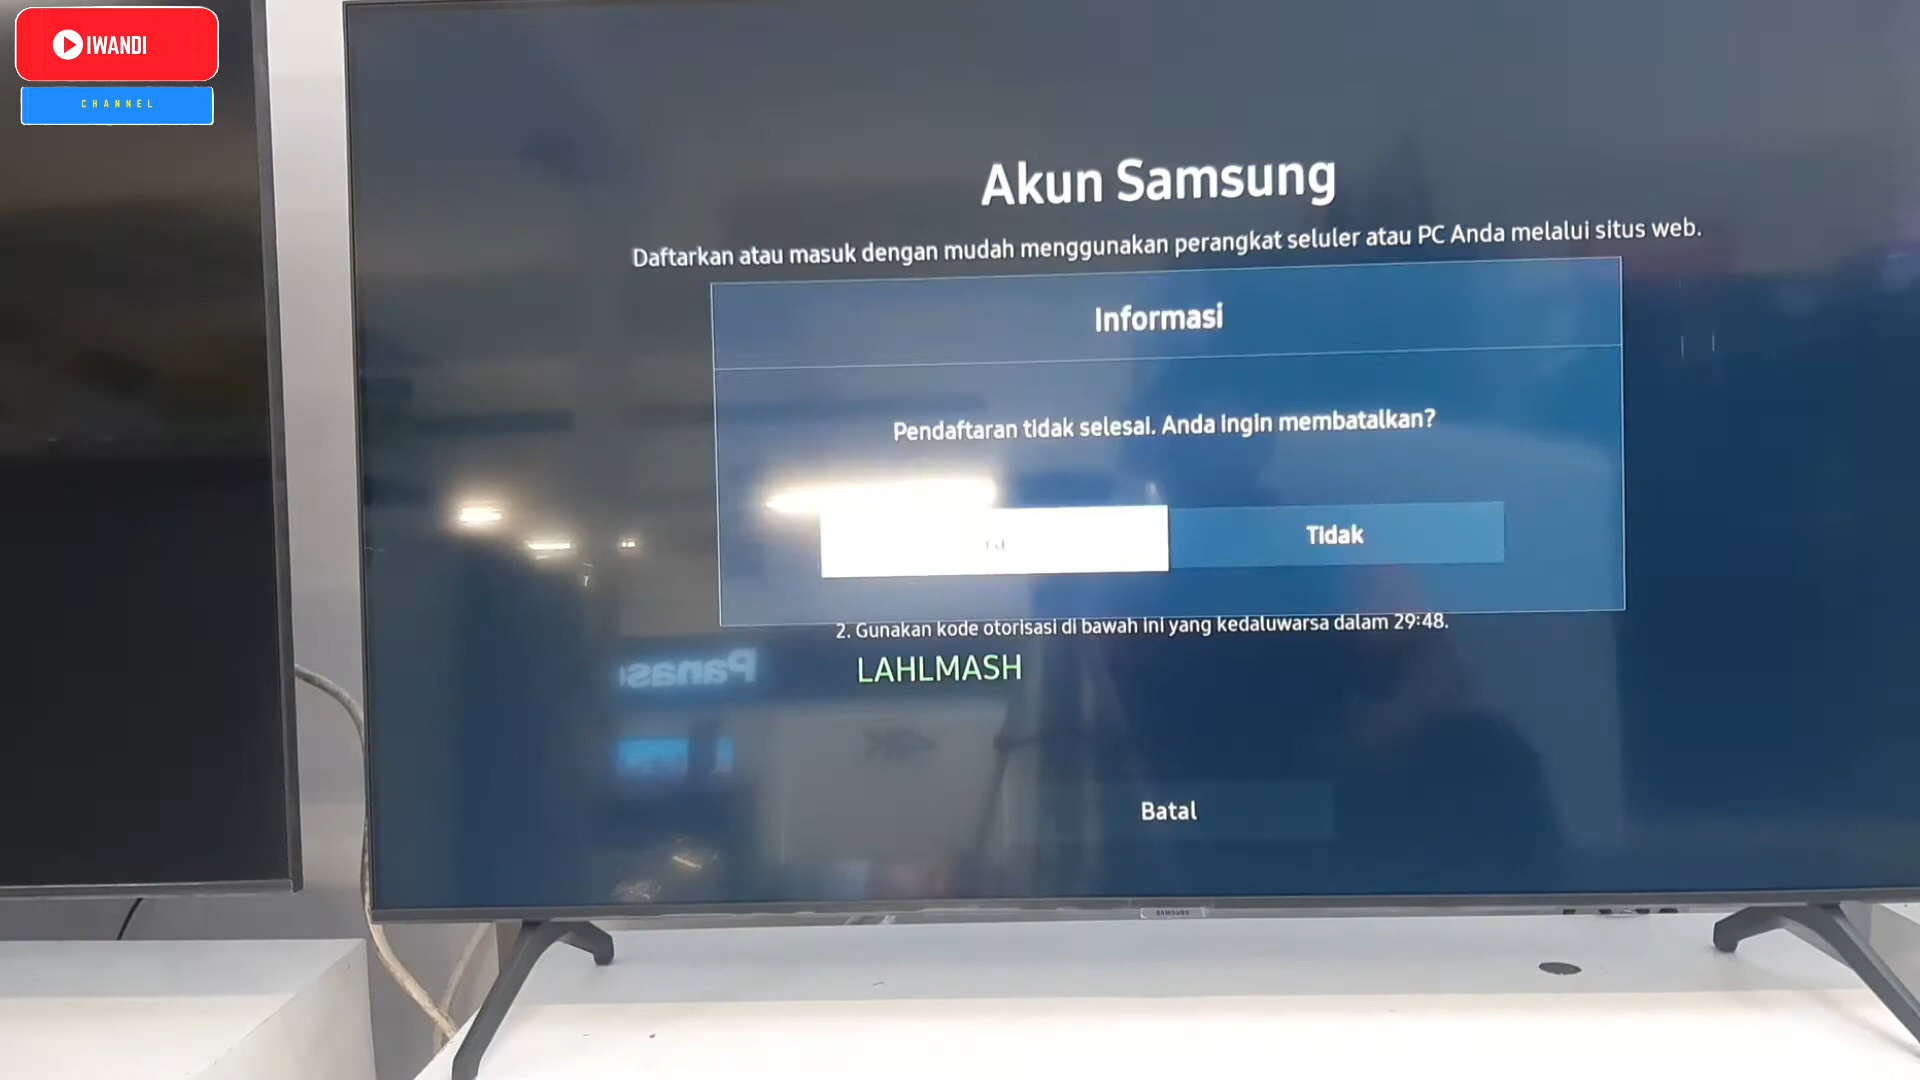 IWANDI
CHANNEL
Akun Samsung
Daftarkan atau masuk dengan mudah menggunakan perangkat seluler atau PC Anda melalui situs web.
Informasi
Pendaftaran tidak selesai. Anda ingin membatalkan?
Tidak
2. Gunakan kode otorisasi di bawah ini yang kedaluwarsa dalam 29:48.
LAHLMASH
Panas
Batal
SAMSUNG